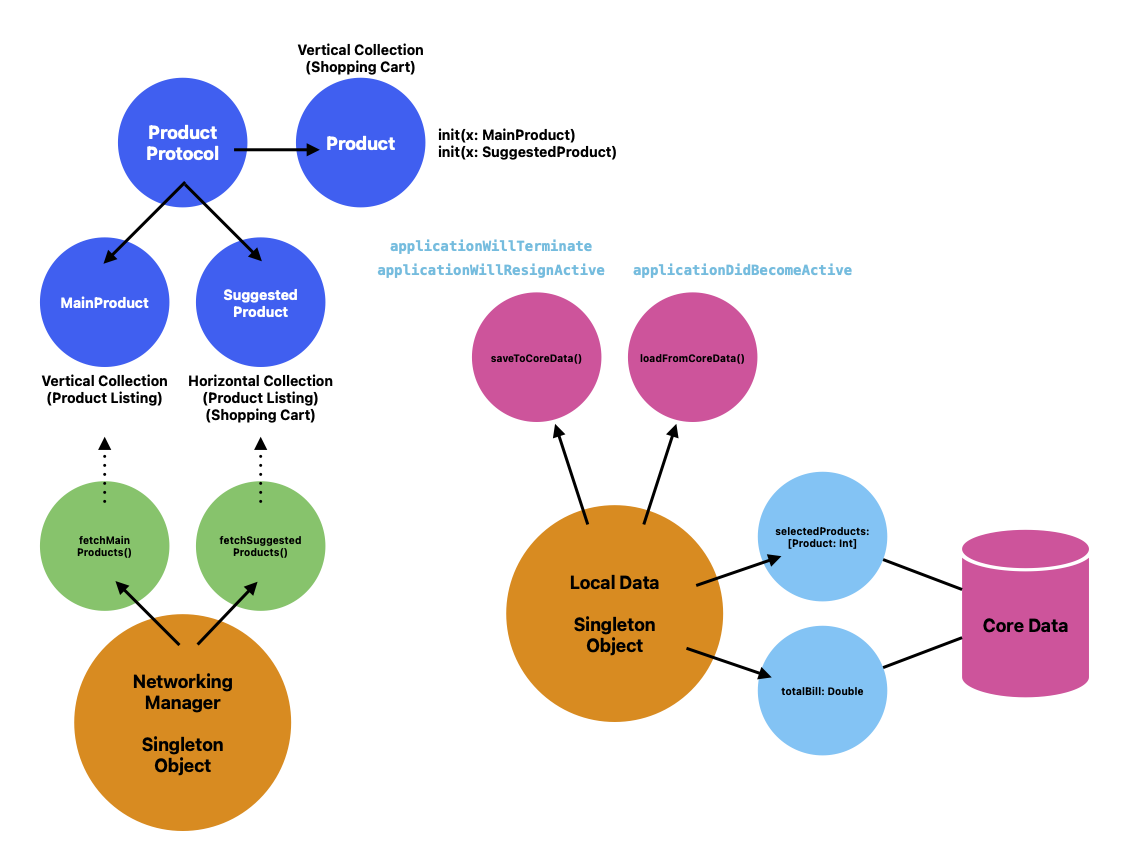 Vertical Collection
(Shopping Cart)
Product
Protocol
Product
init(x: MainProduct)
init(x: SuggestedProduct)
MainProduct
Suggested
Product
Vertical Collection
(Product Listing)
Horizontal Collection
(Product Listing)
(Shopping Cart)
fetchMain
Products()
fetchSuggested
Products()
Networking
Manager
Singleton
Object
applicationWillTerminate
applicationWillResignActive
applicationDidBecomeActive
saveToCoreData()
loadFromCoreData()
Local Data
Singleton
Object
selectedProducts:
[Product: Int]
totalBill: Double
Core Data